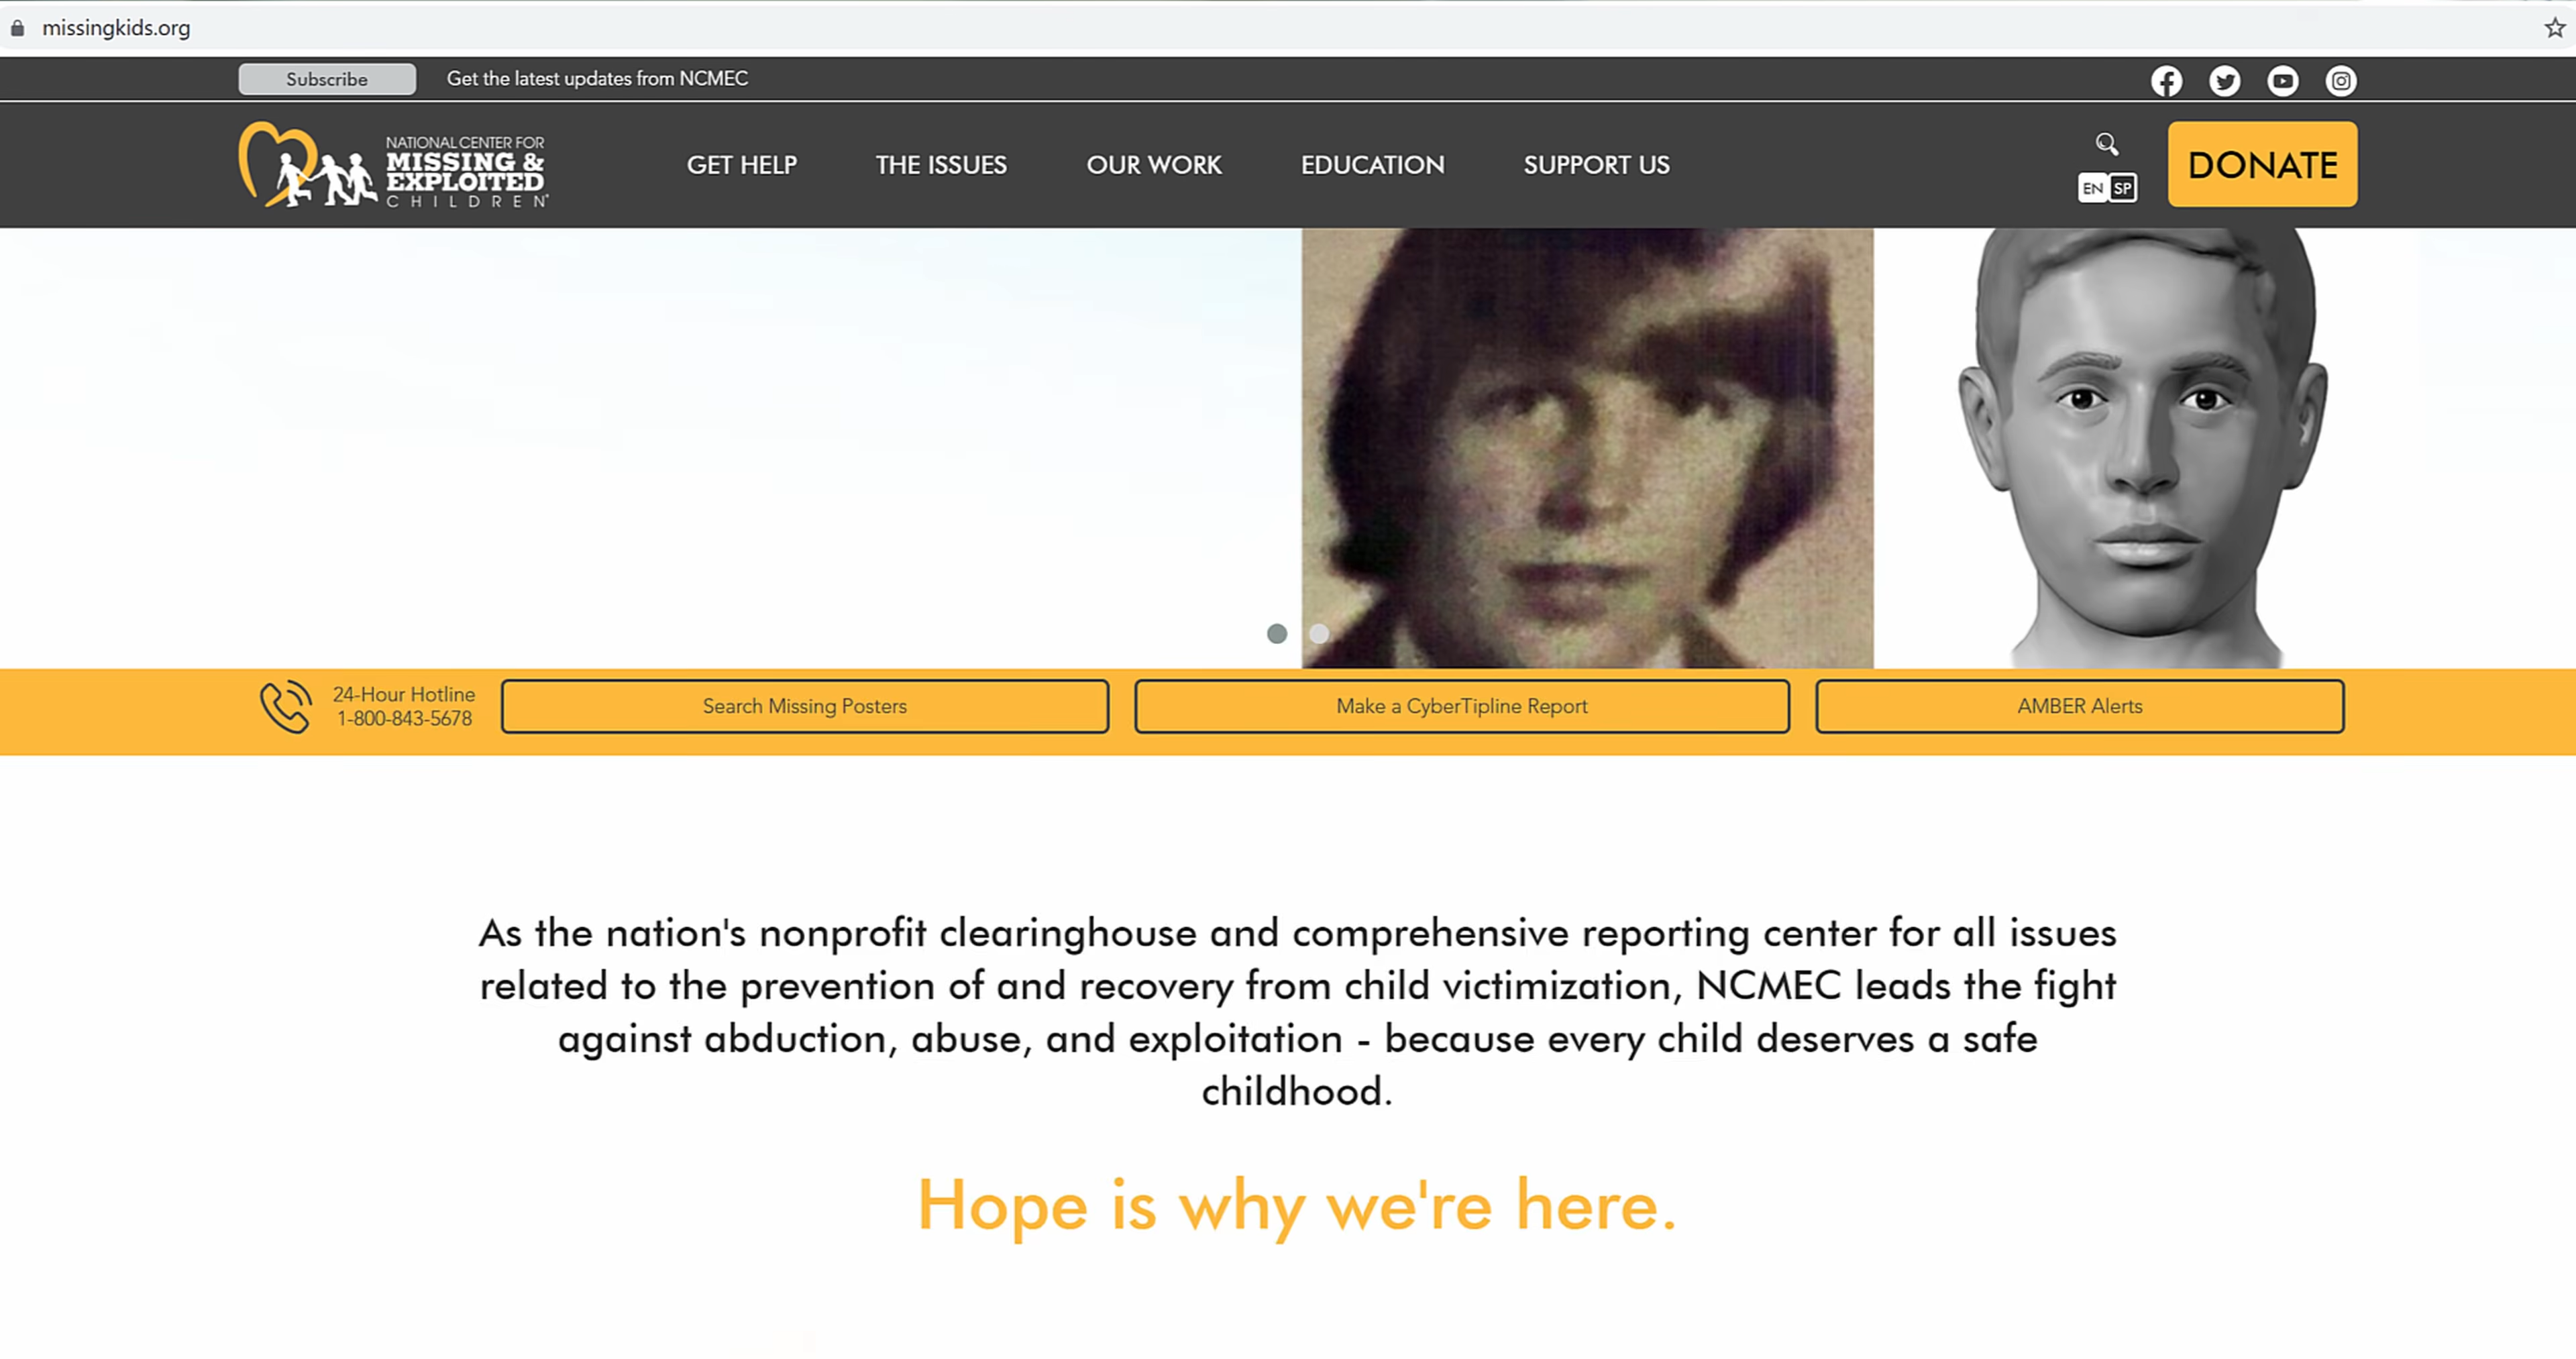 missingkids.org
Subscribe
Get the latest updates from NCMEC
NATIONAL CENTER FOR
MISSING &
EXPLOITED
CHILDREN
GET HELP
THE ISSUES
OUR WORK
EDUCATION
SUPPORT US
EN
SP
DONATE
24-Hour Hotline
1-800-843-5678
Search Missing Posters
Make a CyberTipline Report
AMBER Alerts
As the nation's nonprofit clearinghouse and comprehensive reporting center for all issues
related to the prevention of and recovery from child victimization, NCMEC leads the fight
against abduction, abuse, and exploitation - because every child deserves a safe
childhood.
Hope is why we're here.